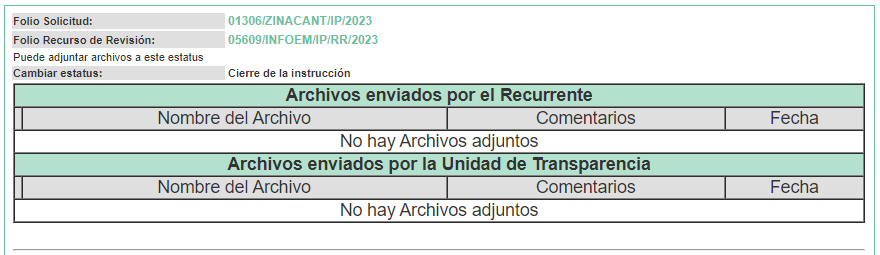 Folio Solicitud: 01306/ZINACANT/IP/2023
Folio Recurso de Revisión: 05609/INFOEM/IP/RR/2023
Puede adjuntar archivos a este estatus
Cambiar estatus: Cierre de la instrucción
Archivos enviados por el Recurrente
Nombre del Archivo Comentarios Fecha
No hay Archivos adjuntos
Archivos enviados por la Unidad de Transparencia
Nombre del Archivo Comentarios Fecha
No hay Archivos adjuntos